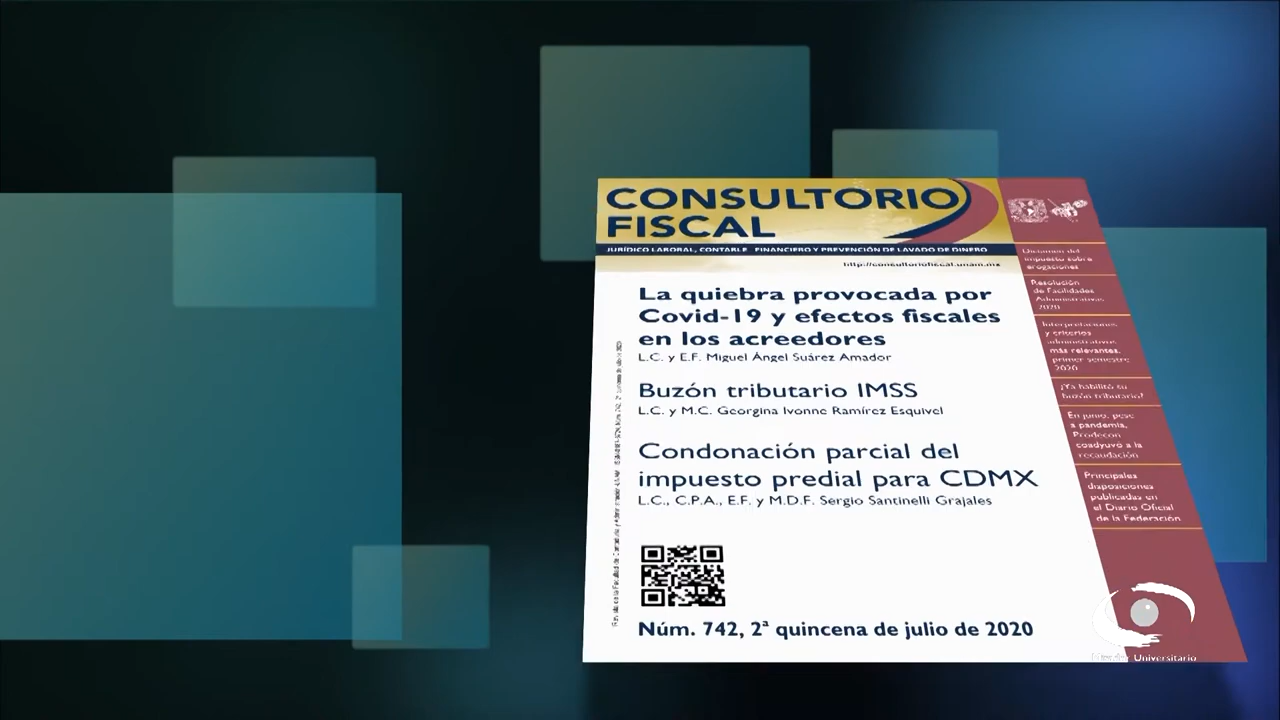 CONSULTORIO
FISCAL
JURÍDICO LABORAL, CONTABLE, FINANCIERO Y PREVENCIÓN DE LAVADO DE DINERO
http://consultoriofiscal.unam.mx
La quiebra provocada por
Covid-19 y efectos fiscales
en los acreedores
L.C. y E.F. Miguel Ángel Suárez Amador
Buzón tributario IMSS
L.C. y M.C. Georgina Ivonne Ramírez Esquivel
Condonación parcial del
impuesto predial para CDMX
L.C., C.P.A., E.F. y M.D.F. Sergio Santinelli Grajales
Núm. 742, 2ª quincena de julio de 2020
Dictamen del
impuesto sobre
erogaciones
Resolución
de Facilidades
Administrativas
2020
Interpretaciones
y criterios
administrativos
más relevantes,
primer semestre
2020
¿Ya habilitó su
buzón tributario?
En junio, pese
a pandemia,
Prodecon
coadyuvó a la
recaudación
Principales
disposiciones
publicadas en
el Diario Oficial
de la Federación
Universitario